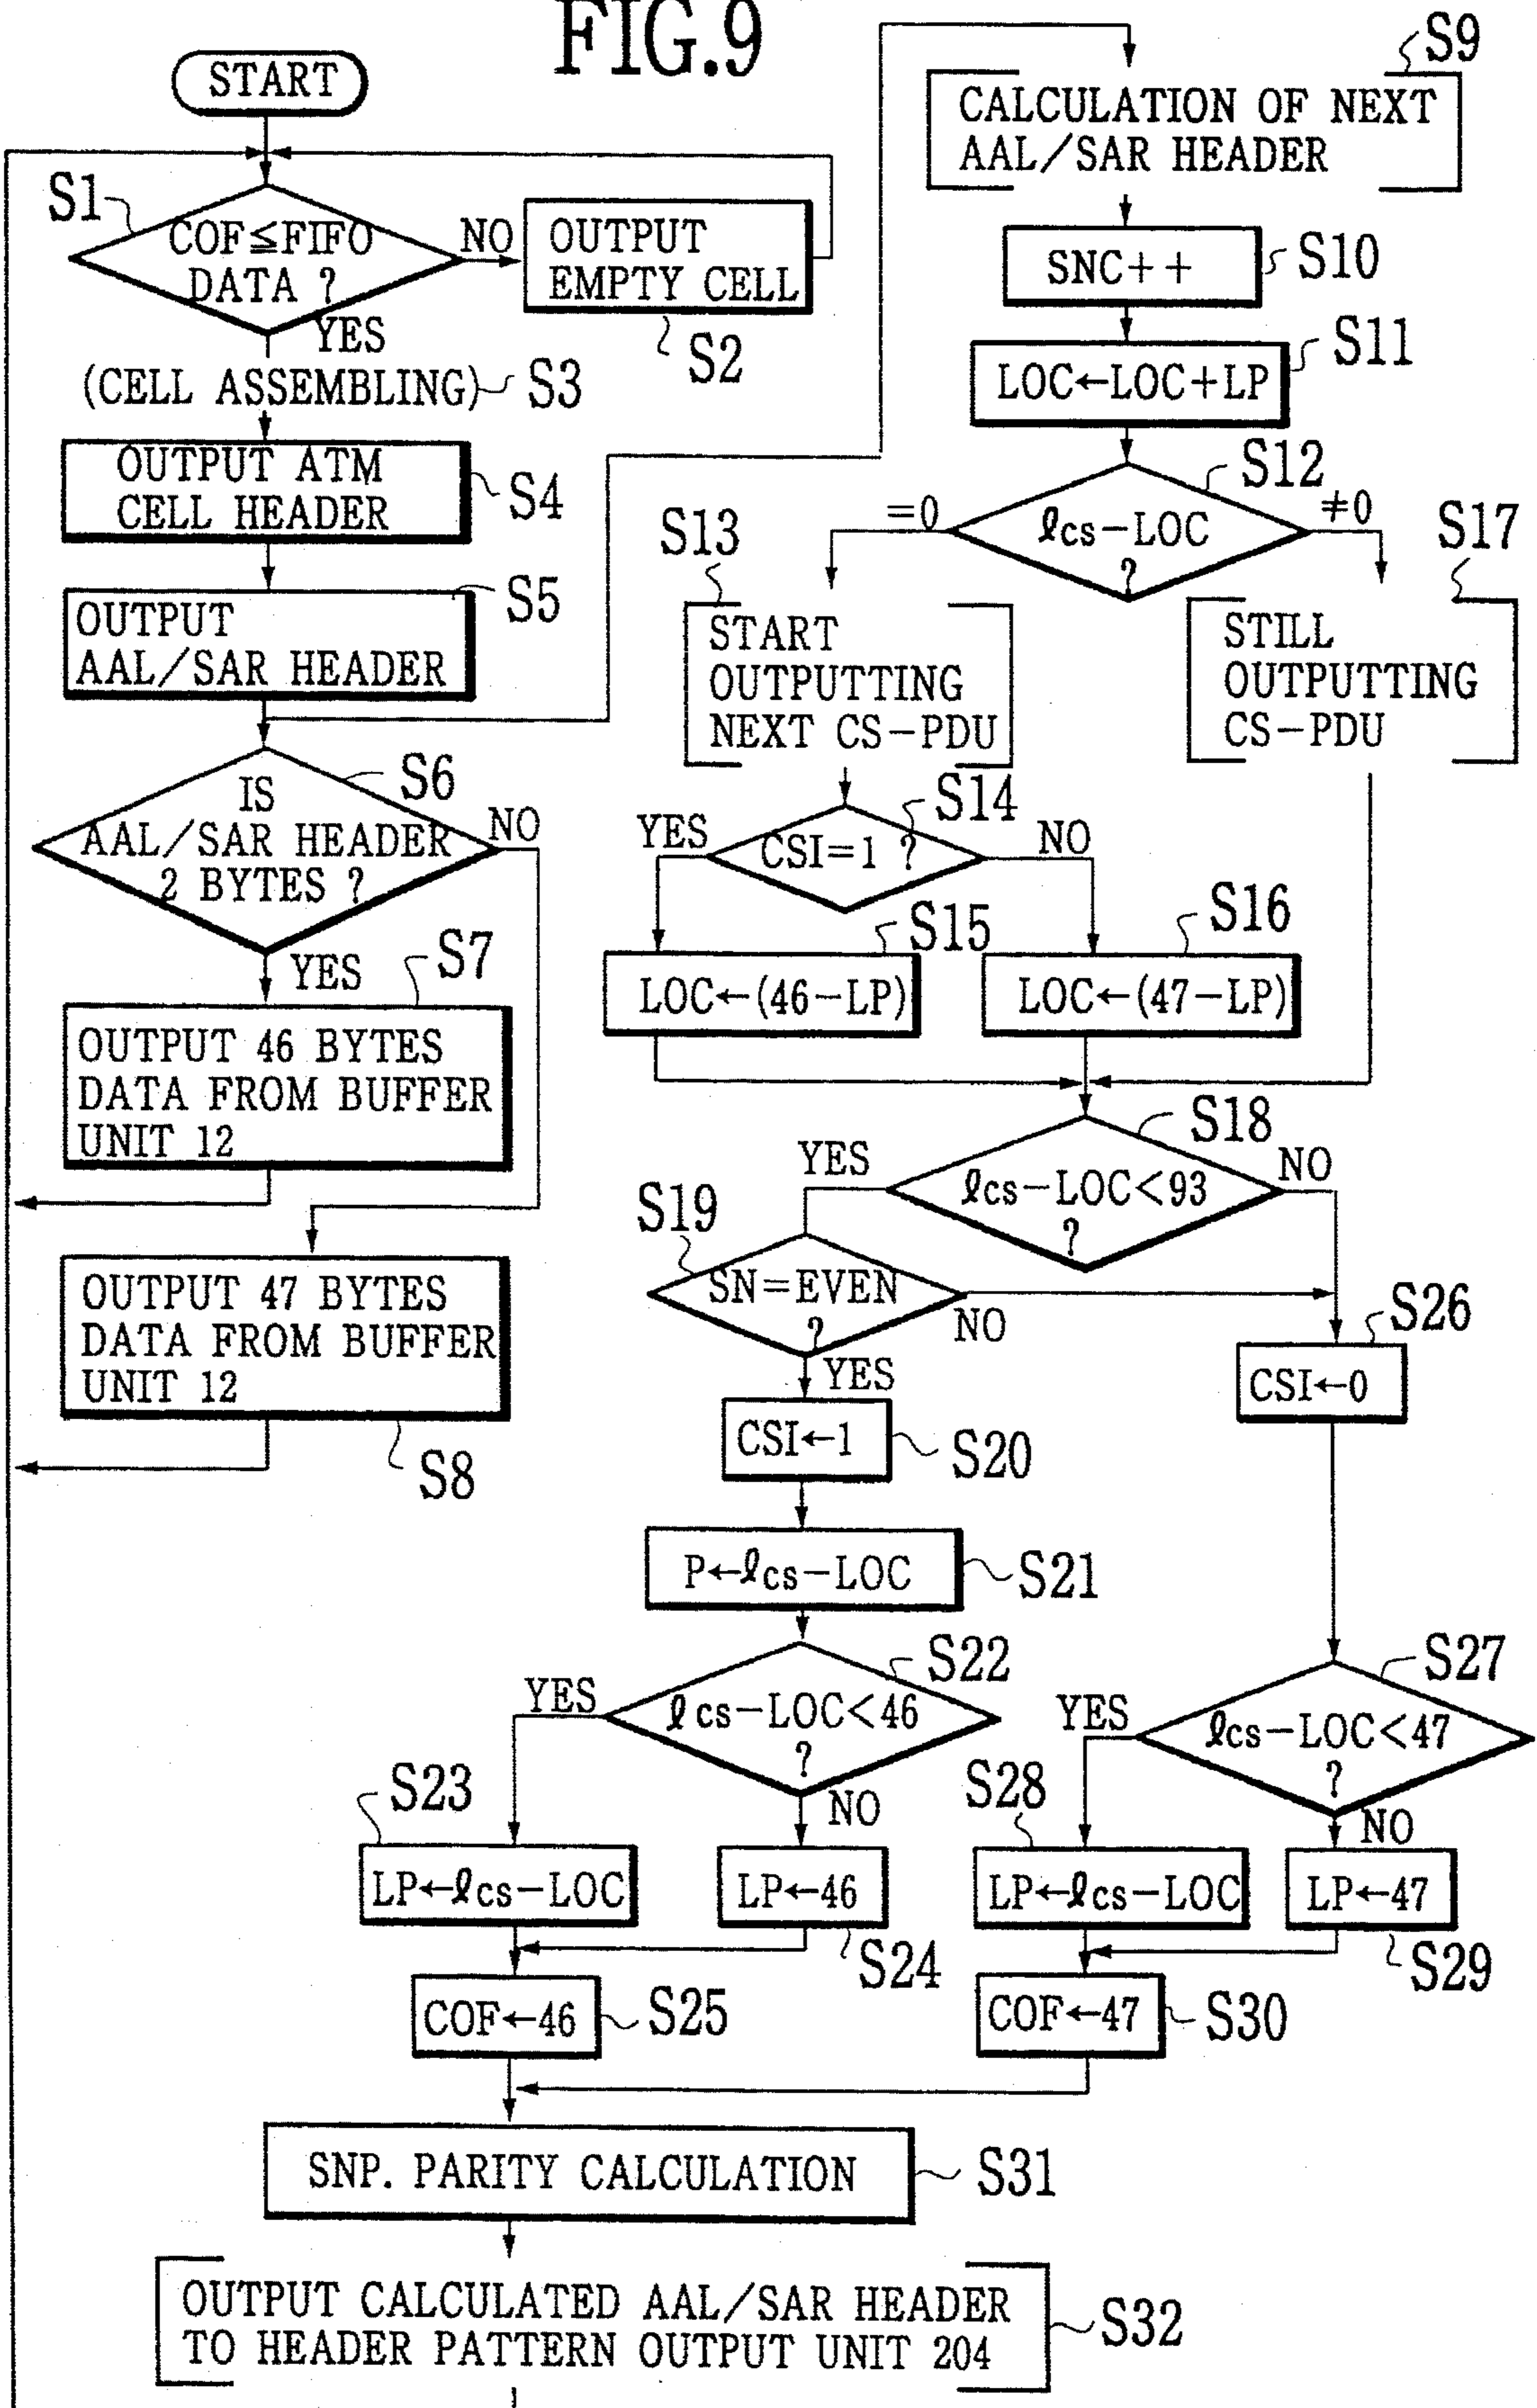 FIG.9
START
S1
COF≦FIFO
DATA ?
NO
YES
OUTPUT
EMPTY CELL
S2
(CELL ASSEMBLING)
S3
OUTPUT ATM
CELL HEADER
S4
OUTPUT
AAL/SAR HEADER
S5
IS
AAL/SAR HEADER
2 BYTES ?
S6
NO
YES
S7
OUTPUT 46 BYTES
DATA FROM BUFFER
UNIT 12
OUTPUT 47 BYTES
DATA FROM BUFFER
UNIT 12
S8
S9
CALCULATION OF NEXT
AAL/SAR HEADER
SNC++
S10
S11
LOC←LOC+LP
S12
ℓcs−LOC
?
=0
≠0
S13
START
OUTPUTTING
NEXT CS−PDU
S17
STILL
OUTPUTTING
CS−PDU
S14
CSI=1 ?
YES
NO
S15
LOC←(46−LP)
S16
LOC←(47−LP)
S18
ℓcs−LOC<93
?
YES
NO
S19
SN=EVEN
?
NO
YES
S26
CSI←0
CSI←1
S20
P←ℓcs−LOC
S21
S22
ℓcs−LOC<46
?
YES
NO
S27
ℓcs−LOC<47
?
YES
NO
S23
LP←ℓcs−LOC
LP←46
S24
S28
LP←ℓcs−LOC
LP←47
S29
COF←46
S25
COF←47
S30
SNP. PARITY CALCULATION
S31
OUTPUT CALCULATED AAL/SAR HEADER
TO HEADER PATTERN OUTPUT UNIT 204
S32